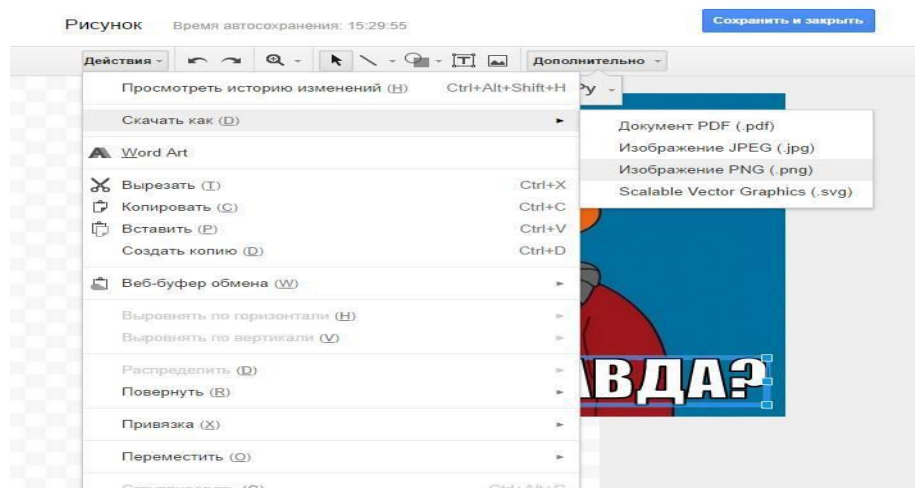 Рисунок Время автосохранения: 15:29:55 Сохранить и закрыть
Действия Дополнительно
Просмотреть историю изменений (H) Ctrl+Alt+Shift+H
Скачать как (D)
Документ PDF (.pdf)
Изображение JPEG (.jpg)
Изображение PNG (.png)
Scalable Vector Graphics (.svg)
Word Art
Вырезать (T) Ctrl+X
Копировать (C) Ctrl+C
Вставить (P) Ctrl+V
Создать копию (D) Ctrl+D
Веб-буфер обмена (W)
Выровнять по горизонтали (H)
Выровнять по вертикали (V)
Распределить (D)
Повернуть (R)
Привязка (X)
Переместить (O)
АВДА?